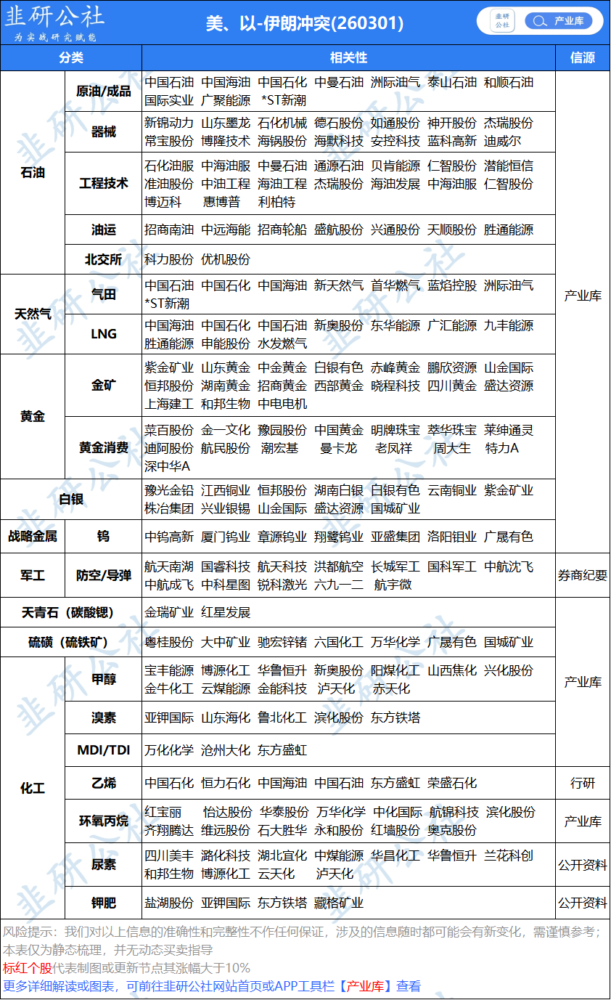 韭研公社
为实战研究赋能
美、以-伊朗冲突(260301)
韭研公社 产业库
分类 相关性 信源
石油
原油/成品
中国石油 中国海油 中国石化 中曼石油 洲际油气 泰山石油 和顺石油
国际实业 广聚能源 *ST新潮
器械
新锦动力 山东墨龙 石化机械 德石股份 如通股份 神开股份 杰瑞股份
常宝股份 博隆技术 海锅股份 海默科技 安控科技 蓝科高新 迪威尔
工程技术
石化油服 中海油服 中曼石油 通源石油 贝肯能源 仁智股份 潜能恒信
准油股份 中油工程 海油工程 杰瑞股份 海油发展 中海油服 仁智股份
博迈科 惠博普 利柏特
油运
招商南油 中远海能 招商轮船 盛航股份 兴通股份 天顺股份 胜通能源
北交所
科力股份 优机股份
产业库
天然气
气田
中国石油 中国石化 中国海油 新天然气 首华燃气 蓝焰控股 洲际油气
*ST新潮
LNG
中国海油 中国石化 中国石油 新奥股份 东华能源 广汇能源 九丰能源
胜通能源 申能股份 水发燃气
黄金
金矿
紫金矿业 山东黄金 中金黄金 白银有色 赤峰黄金 鹏欣资源 山金国际
恒邦股份 湖南黄金 招商黄金 西部黄金 晓程科技 四川黄金 盛达资源
上海建工 和邦生物 中电电机
黄金消费
菜百股份 金一文化 豫园股份 中国黄金 明牌珠宝 萃华珠宝 莱绅通灵
迪阿股份 航民股份 潮宏基 曼卡龙 老凤祥 周大生 特力A
深中华A
白银
豫光金铅 江西铜业 恒邦股份 湖南白银 白银有色 云南铜业 紫金矿业
株冶集团 兴业银锡 山金国际 盛达资源 国城矿业
战略金属 钨
中钨高新 厦门钨业 章源钨业 翔鹭钨业 亚盛集团 洛阳钼业 广晟有色
军工 防空/导弹
航天南湖 国睿科技 航天科技 洪都航空 长城军工 国科军工 中航沈飞
中航成飞 中科星图 锐科激光 六九一二 航宇微
券商纪要
天青石（碳酸锶）
金瑞矿业 红星发展
硫磺（硫铁矿）
粤桂股份 大中矿业 驰宏锌锗 六国化工 万华化学 广晟有色 国城矿业
化工
甲醇
宝丰能源 博源化工 华鲁恒升 新奥股份 阳煤化工 山西焦化 兴化股份
金牛化工 云煤能源 金能科技 泸天化 赤天化
产业库
溴素
亚钾国际 山东海化 鲁北化工 滨化股份 东方铁塔
MDI/TDI
万化化学 沧州大化 东方盛虹
乙烯
中国石化 恒力石化 中国海油 中国石油 东方盛虹 荣盛石化
行研
环氧丙烷
红宝丽 怡达股份 华泰股份 万华化学 中化国际 航锦科技 滨化股份
齐翔腾达 维远股份 石大胜华 永和股份 红墙股份 奥克股份
产业库
尿素
四川美丰 潞化科技 湖北宜化 中煤能源 华昌化工 华鲁恒升 兰花科创
和邦生物 博源化工 云天化 泸天化
公开资料
钾肥
盐湖股份 亚钾国际 东方铁塔 藏格矿业
公开资料
风险提示：我们对以上信息的准确性和完整性不作任何保证，涉及的信息随时都可能会有新变化，需谨慎参考；
本表仅为静态梳理，并无动态买卖指导
标红个股代表制图或更新节点其涨幅大于10%
更多详细解读或图表，可前往韭研公社网站首页或APP工具栏【产业库】查看